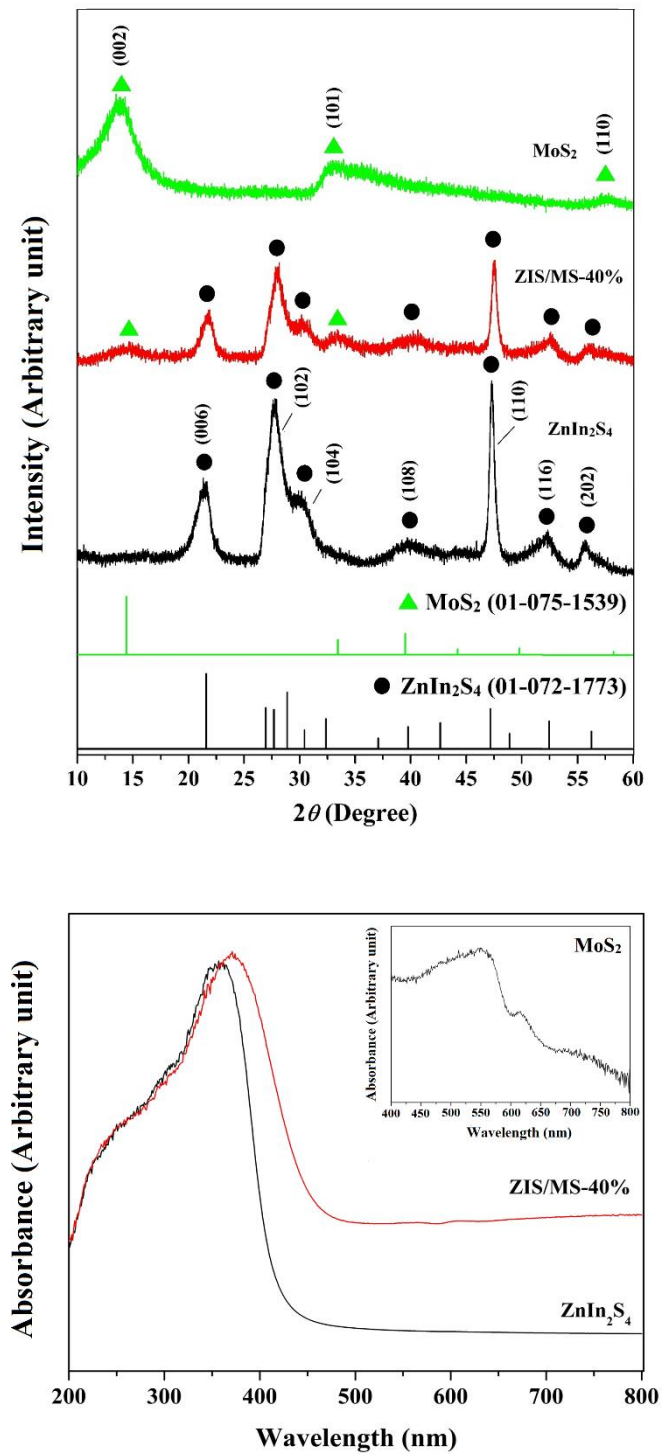 (002)
(101)
(110)
MoS₂
ZIS/MS-40%
(006)
(102)
(104)
(108)
(110)
ZnIn₂S₄
(116)
(202)
MoS₂ (01-075-1539)
ZnIn₂S₄ (01-072-1773)
Intensity (Arbitrary unit)
10 15 20 25 30 35 40 45 50 55 60
2θ (Degree)
Absorbance (Arbitrary unit)
MoS₂
Absorbance (Arbitrary unit)
400 450 500 550 600 650 700 750 800
Wavelength (nm)
ZIS/MS-40%
ZnIn₂S₄
200 300 400 500 600 700 800
Wavelength (nm)